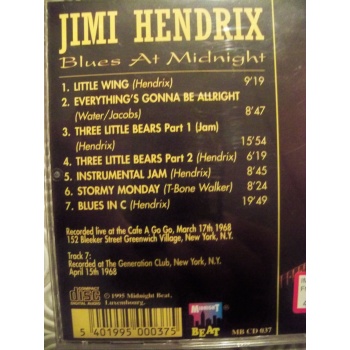 JIMI HENDRIX
Blues At Midnight
1. LITTLE WING (Hendrix) 9'19
2. EVERYTHING'S GONNA BE ALLRIGHT
(Water/Jacobs) 8'47
3. THREE LITTLE BEARS Part 1 (Jam)
(Hendrix) 15'54
4. THREE LITTLE BEARS Part 2 (Hendrix) 6'19
5. INSTRUMENTAL JAM (Hendrix) 8'45
6. STORMY MONDAY (T-Bone Walker) 8'24
7. BLUES IN C (Hendrix) 19'49
Recorded live at the Cafe A Go Go, March 17th 1968
152 Bleeker Street Greenwich Village, New York, N.Y.
Track 7:
Recorded at The Generation Club, New York, N.Y.
April 15th 1968
COMPACT
DISC
DIGITAL AUDIO
© 1995 Midnight Beat,
Luxembourg.
MIDNIGHT
BEAT
5 401995 000375
MB CD 037